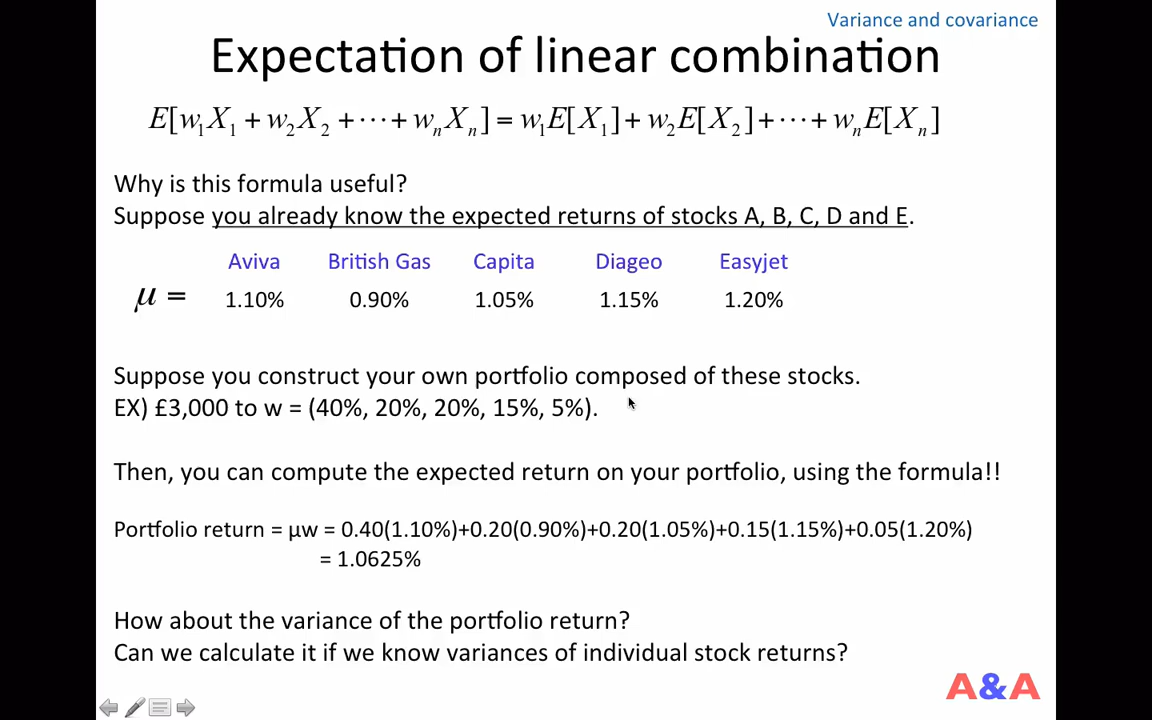 Variance and covariance
Expectation of linear combination
E[w₁X₁ + w₂X₂ + ⋯ + wₙXₙ] = w₁E[X₁] + w₂E[X₂] + ⋯ + wₙE[Xₙ]
Why is this formula useful?
Suppose you already know the expected returns of stocks A, B, C, D and E.
Aviva British Gas Capita Diageo Easyjet
μ = 1.10% 0.90% 1.05% 1.15% 1.20%
Suppose you construct your own portfolio composed of these stocks.
EX) £3,000 to w = (40%, 20%, 20%, 15%, 5%).
Then, you can compute the expected return on your portfolio, using the formula!!
Portfolio return = μw = 0.40(1.10%)+0.20(0.90%)+0.20(1.05%)+0.15(1.15%)+0.05(1.20%)
= 1.0625%
How about the variance of the portfolio return?
Can we calculate it if we know variances of individual stock returns?
A&A